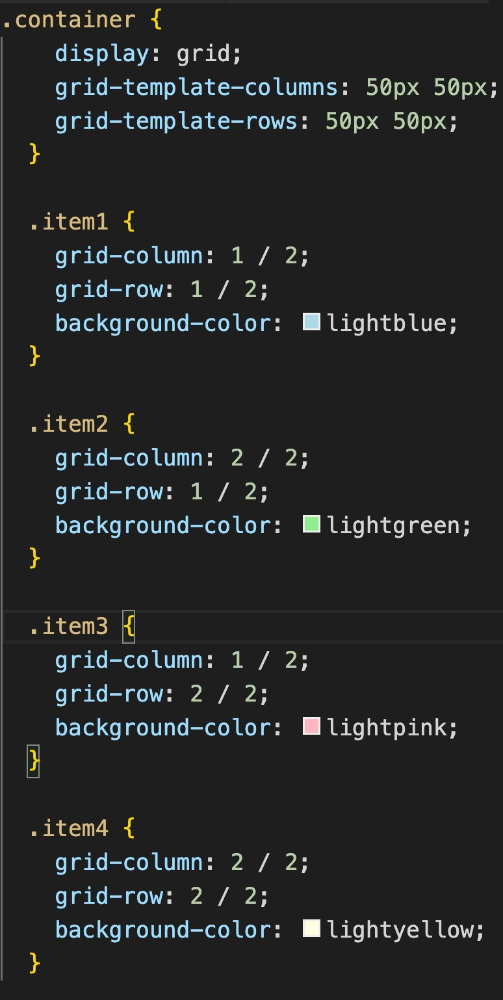 .container {
display: grid;
grid-template-columns: 50px 50px;
grid-template-rows: 50px 50px;
}
.item1 {
grid-column: 1 / 2;
grid-row: 1 / 2;
background-color: lightblue;
}
.item2 {
grid-column: 2 / 2;
grid-row: 1 / 2;
background-color: lightgreen;
}
.item3 {
grid-column: 1 / 2;
grid-row: 2 / 2;
background-color: lightpink;
}
.item4 {
grid-column: 2 / 2;
grid-row: 2 / 2;
background-color: lightyellow;
}